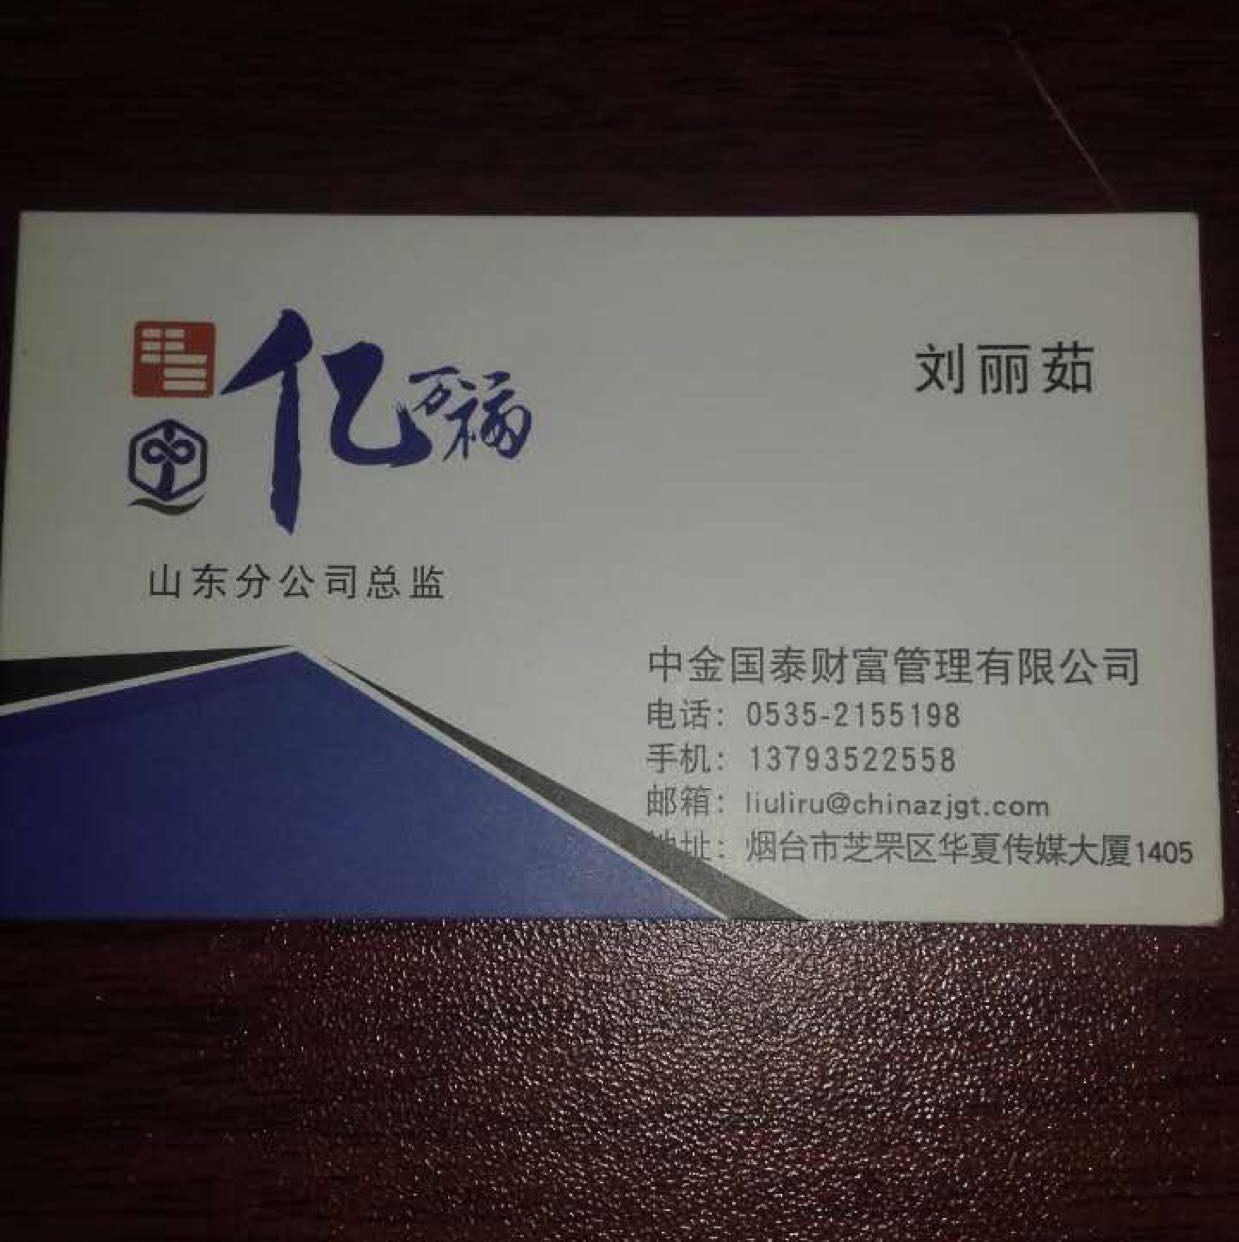 亿万福
刘丽茹
山东分公司总监
中金国泰财富管理有限公司
电话：0535-2155198
手机：13793522558
邮箱：liuliru@chinazjgt.com
地址：烟台市芝罘区华夏传媒大厦1405